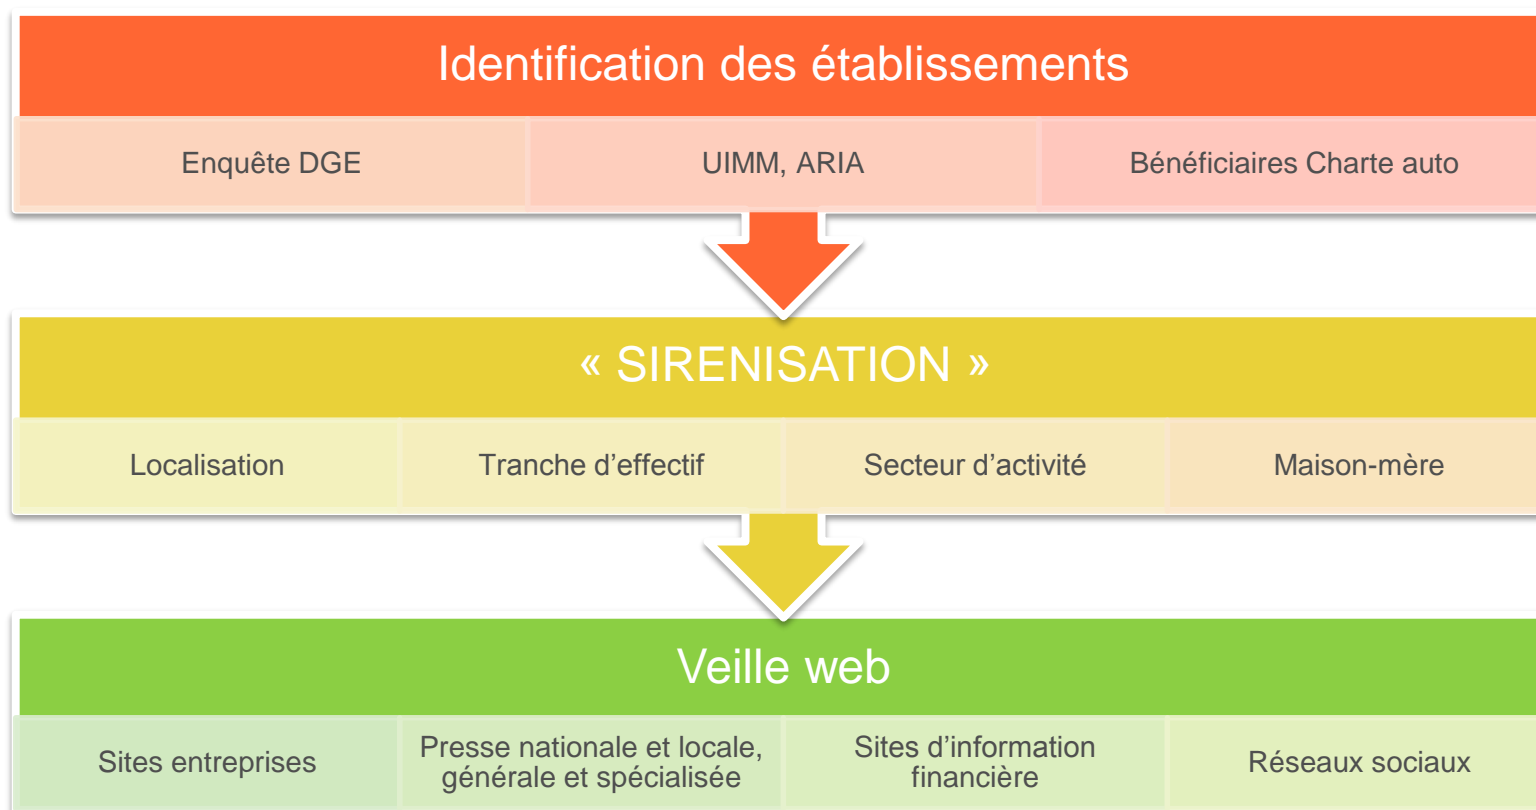 Identification des établissements
Enquête DGE
UIMM, ARIA
Bénéficiaires Charte auto
« SIRENISATION »
Localisation
Tranche d’effectif
Secteur d’activité
Maison-mère
Veille web
Sites entreprises
Presse nationale et locale,
générale et spécialisée
Sites d’information
financière
Réseaux sociaux